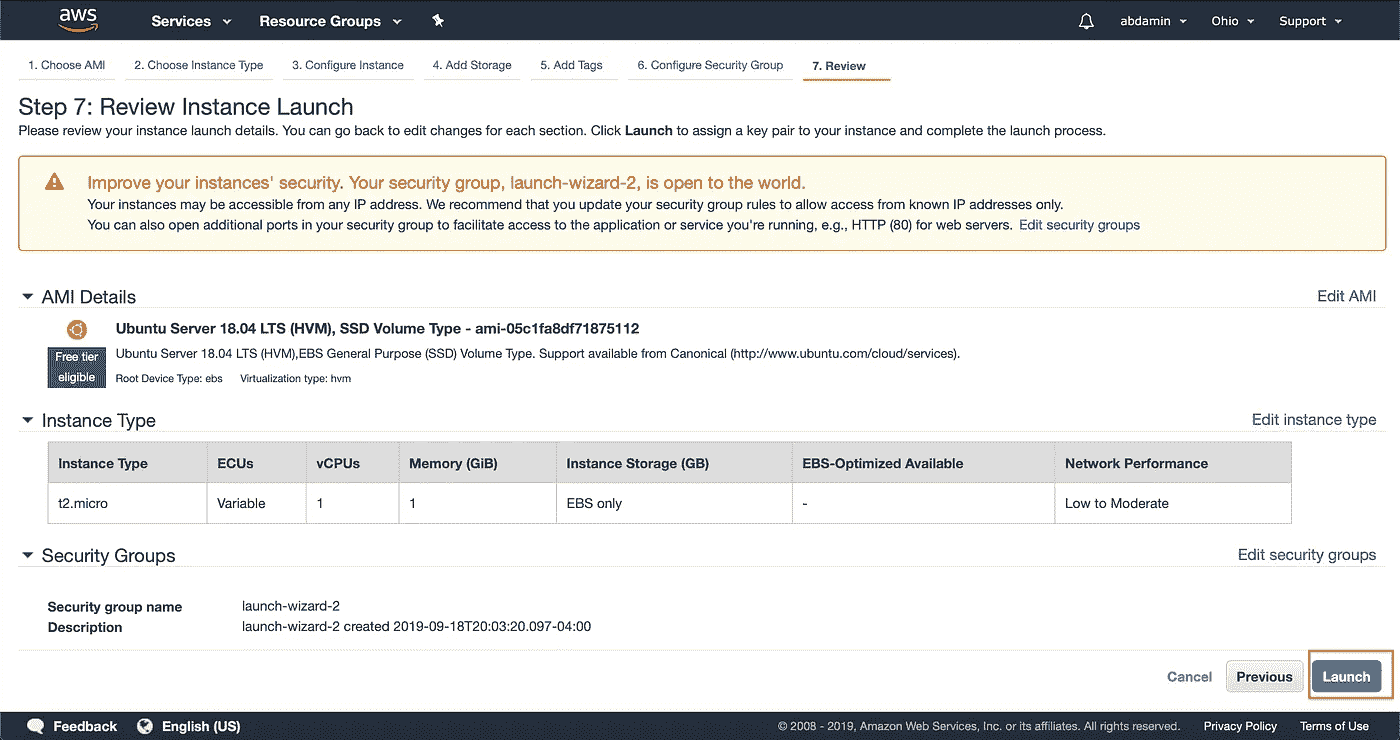 aws Services Resource Groups abdamin Ohio Support
1. Choose AMI 2. Choose Instance Type 3. Configure Instance 4. Add Storage 5. Add Tags 6. Configure Security Group 7. Review
Step 7: Review Instance Launch
Please review your instance launch details. You can go back to edit changes for each section. Click Launch to assign a key pair to your instance and complete the launch process.
Improve your instances' security. Your security group, launch-wizard-2, is open to the world.
Your instances may be accessible from any IP address. We recommend that you update your security group rules to allow access from known IP addresses only.
You can also open additional ports in your security group to facilitate access to the application or service you're running, e.g., HTTP (80) for web servers. Edit security groups
AMI Details Edit AMI
Ubuntu Server 18.04 LTS (HVM), SSD Volume Type - ami-05c1fa8df71875112
Free tier
eligible
Ubuntu Server 18.04 LTS (HVM),EBS General Purpose (SSD) Volume Type. Support available from Canonical (http://www.ubuntu.com/cloud/services).
Root Device Type: ebs Virtualization type: hvm
Instance Type Edit instance type
Instance Type ECUs vCPUs Memory (GiB) Instance Storage (GB) EBS-Optimized Available Network Performance
t2.micro Variable 1 1 EBS only - Low to Moderate
Security Groups Edit security groups
Security group name launch-wizard-2
Description launch-wizard-2 created 2019-09-18T20:03:20.097-04:00
Cancel Previous Launch
Feedback English (US) © 2008 - 2019, Amazon Web Services, Inc. or its affiliates. All rights reserved. Privacy Policy Terms of Use